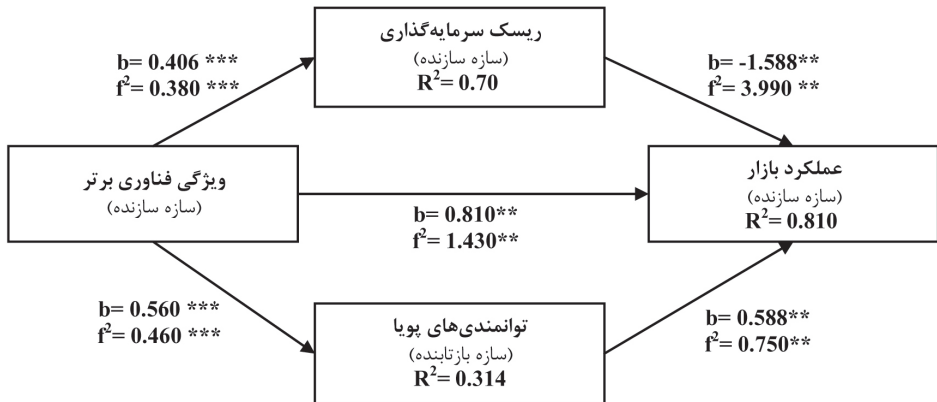 ریسک سرمایه‌گذاری
(سازه سازنده)
R²= 0.70
b= 0.406 ***
f²= 0.380 ***
b= -1.588**
f²= 3.990 **
ویژگی فناوری برتر
(سازه سازنده)
b= 0.810**
f²= 1.430**
عملکرد بازار
(سازه سازنده)
R²= 0.810
b= 0.560 ***
f²= 0.460 ***
توانمندی‌های پویا
(سازه بازتابنده)
R²= 0.314
b= 0.588**
f²= 0.750**